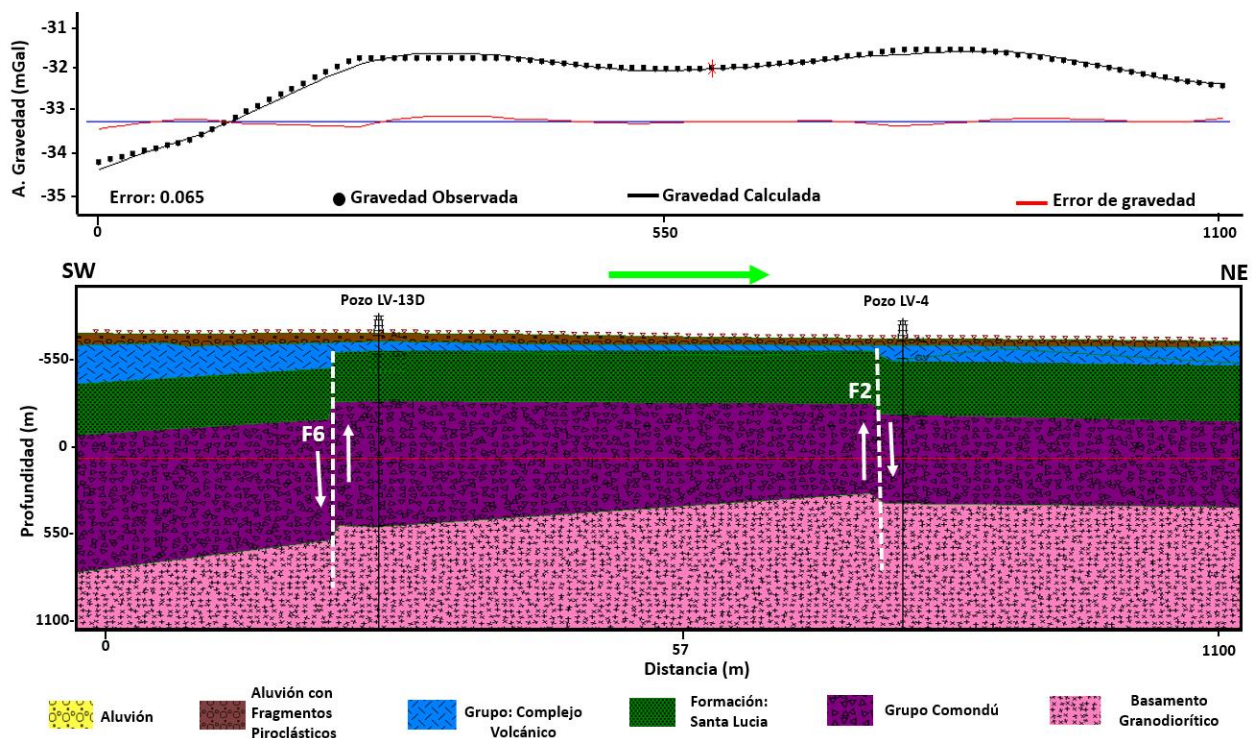 -31
-32
-33
-34
-35
A. Gravedad (mGal)
Error: 0.065
Gravedad Observada
Gravedad Calculada
Error de gravedad
0
550
1100
SW
NE
Pozo LV-13D
Pozo LV-4
-550
0
550
1100
Profundidad (m)
F6
F2
0
57
1100
Distancia (m)
Aluvión
Aluvión con
Fragmentos
Piroclásticos
Grupo: Complejo
Volcánico
Formación:
Santa Lucia
Grupo Comondú
Basamento
Granodiorítico